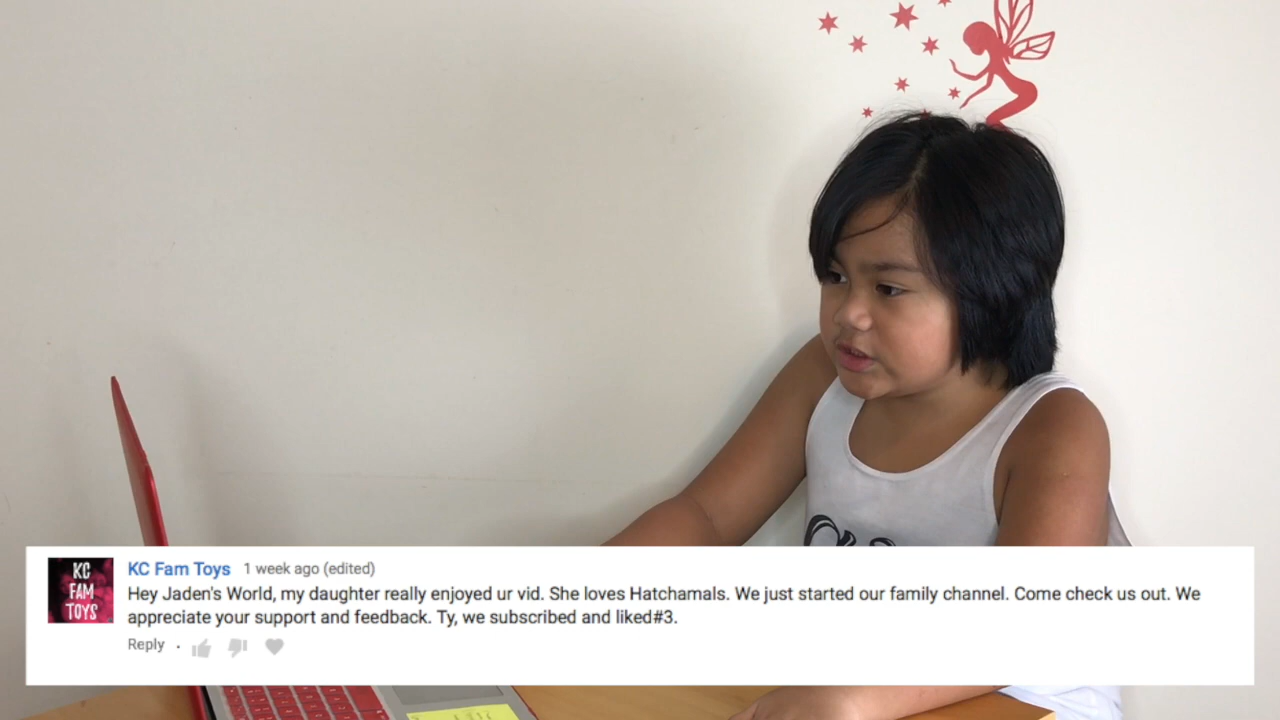 KC
FAM
TOYS
KC Fam Toys 1 week ago (edited)
Hey Jaden's World, my daughter really enjoyed ur vid. She loves Hatchamals. We just started our family channel. Come check us out. We
appreciate your support and feedback. Ty, we subscribed and liked#3.
Reply